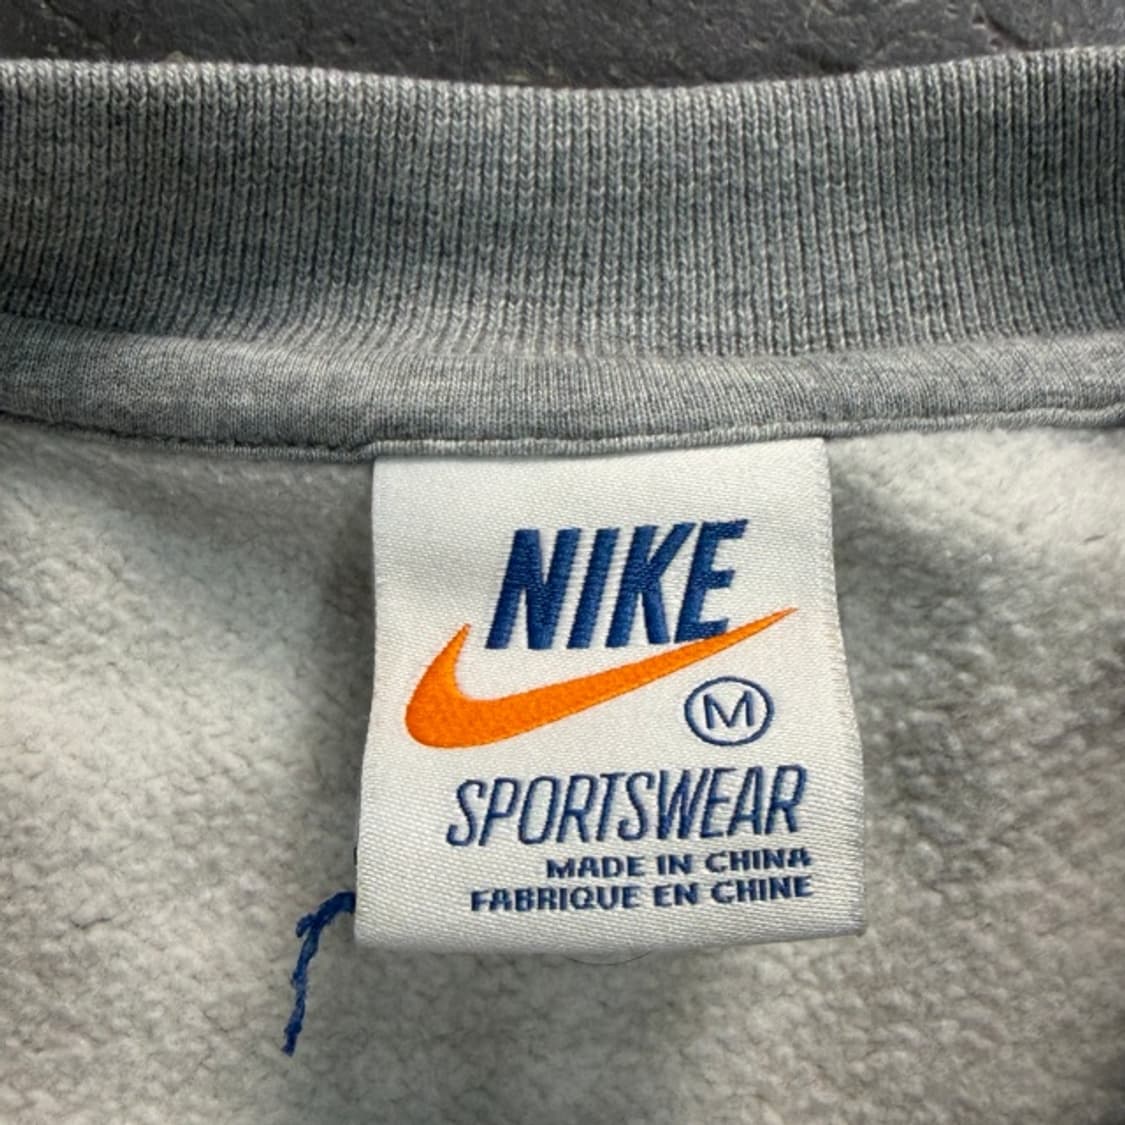 NIKE
M
SPORTSWEAR
MADE IN CHINA
FABRIQUE EN CHINE